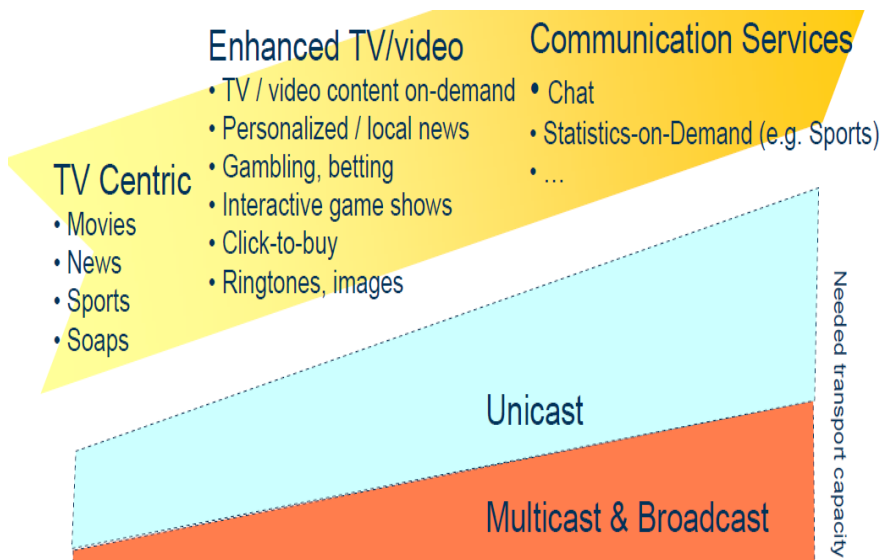 TV Centric
• Movies
• News
• Sports
• Soaps
Enhanced TV/video
• TV / video content on-demand
• Personalized / local news
• Gambling, betting
• Interactive game shows
• Click-to-buy
• Ringtones, images
Communication Services
• Chat
• Statistics-on-Demand (e.g. Sports)
• ...
Unicast
Multicast & Broadcast
Needed transport capacity